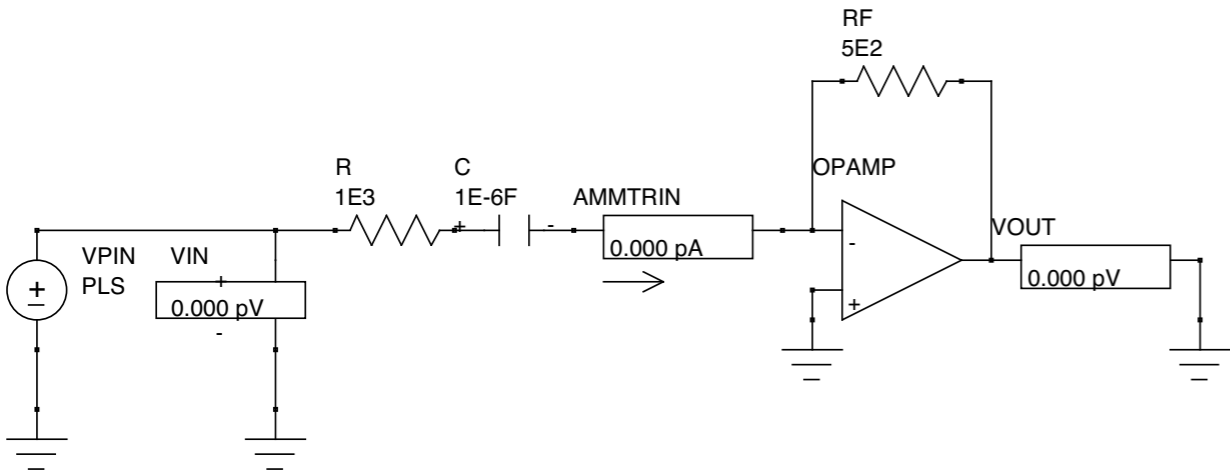 RF
5E2
R
1E3
C
1E-6F
+
-
AMMTRIN
0.000 pA
OPAMP
-
+
VOUT
0.000 pV
VPIN
PLS
+
-
VIN
+
0.000 pV
-